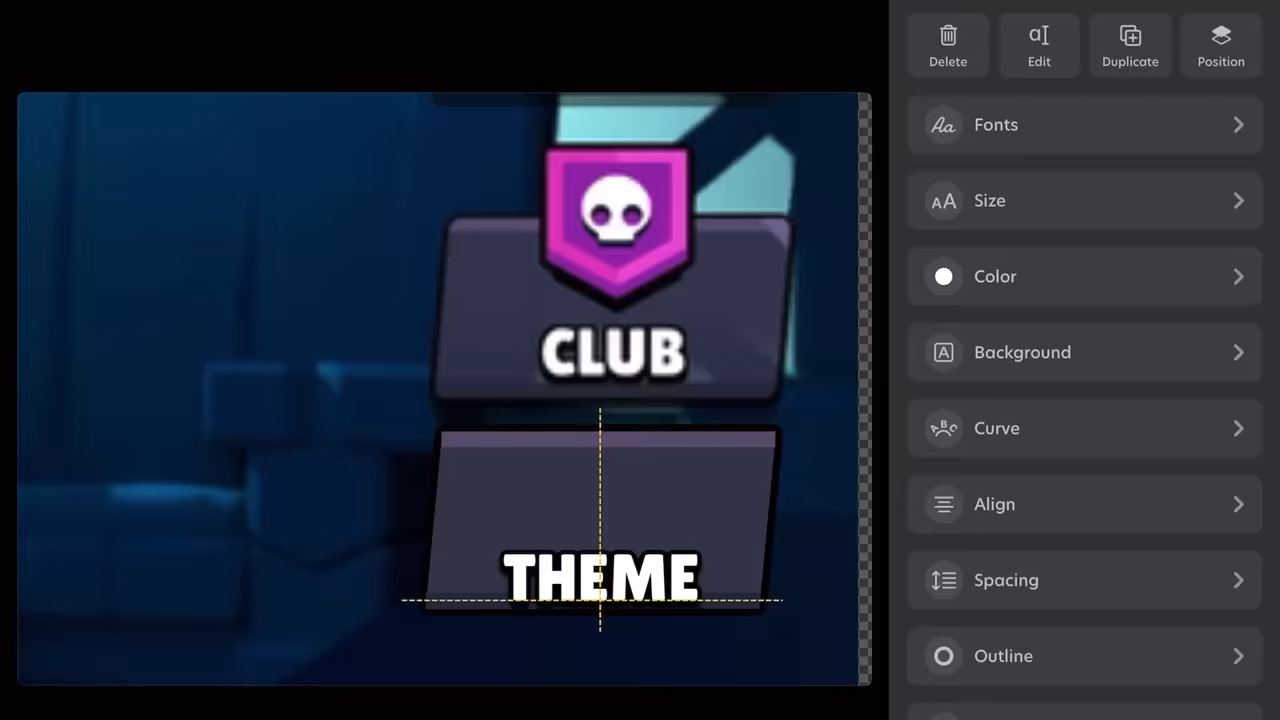 Delete
Edit
Duplicate
Position
Fonts
Size
Color
Background
Curve
Align
Spacing
Outline
CLUB
THEME